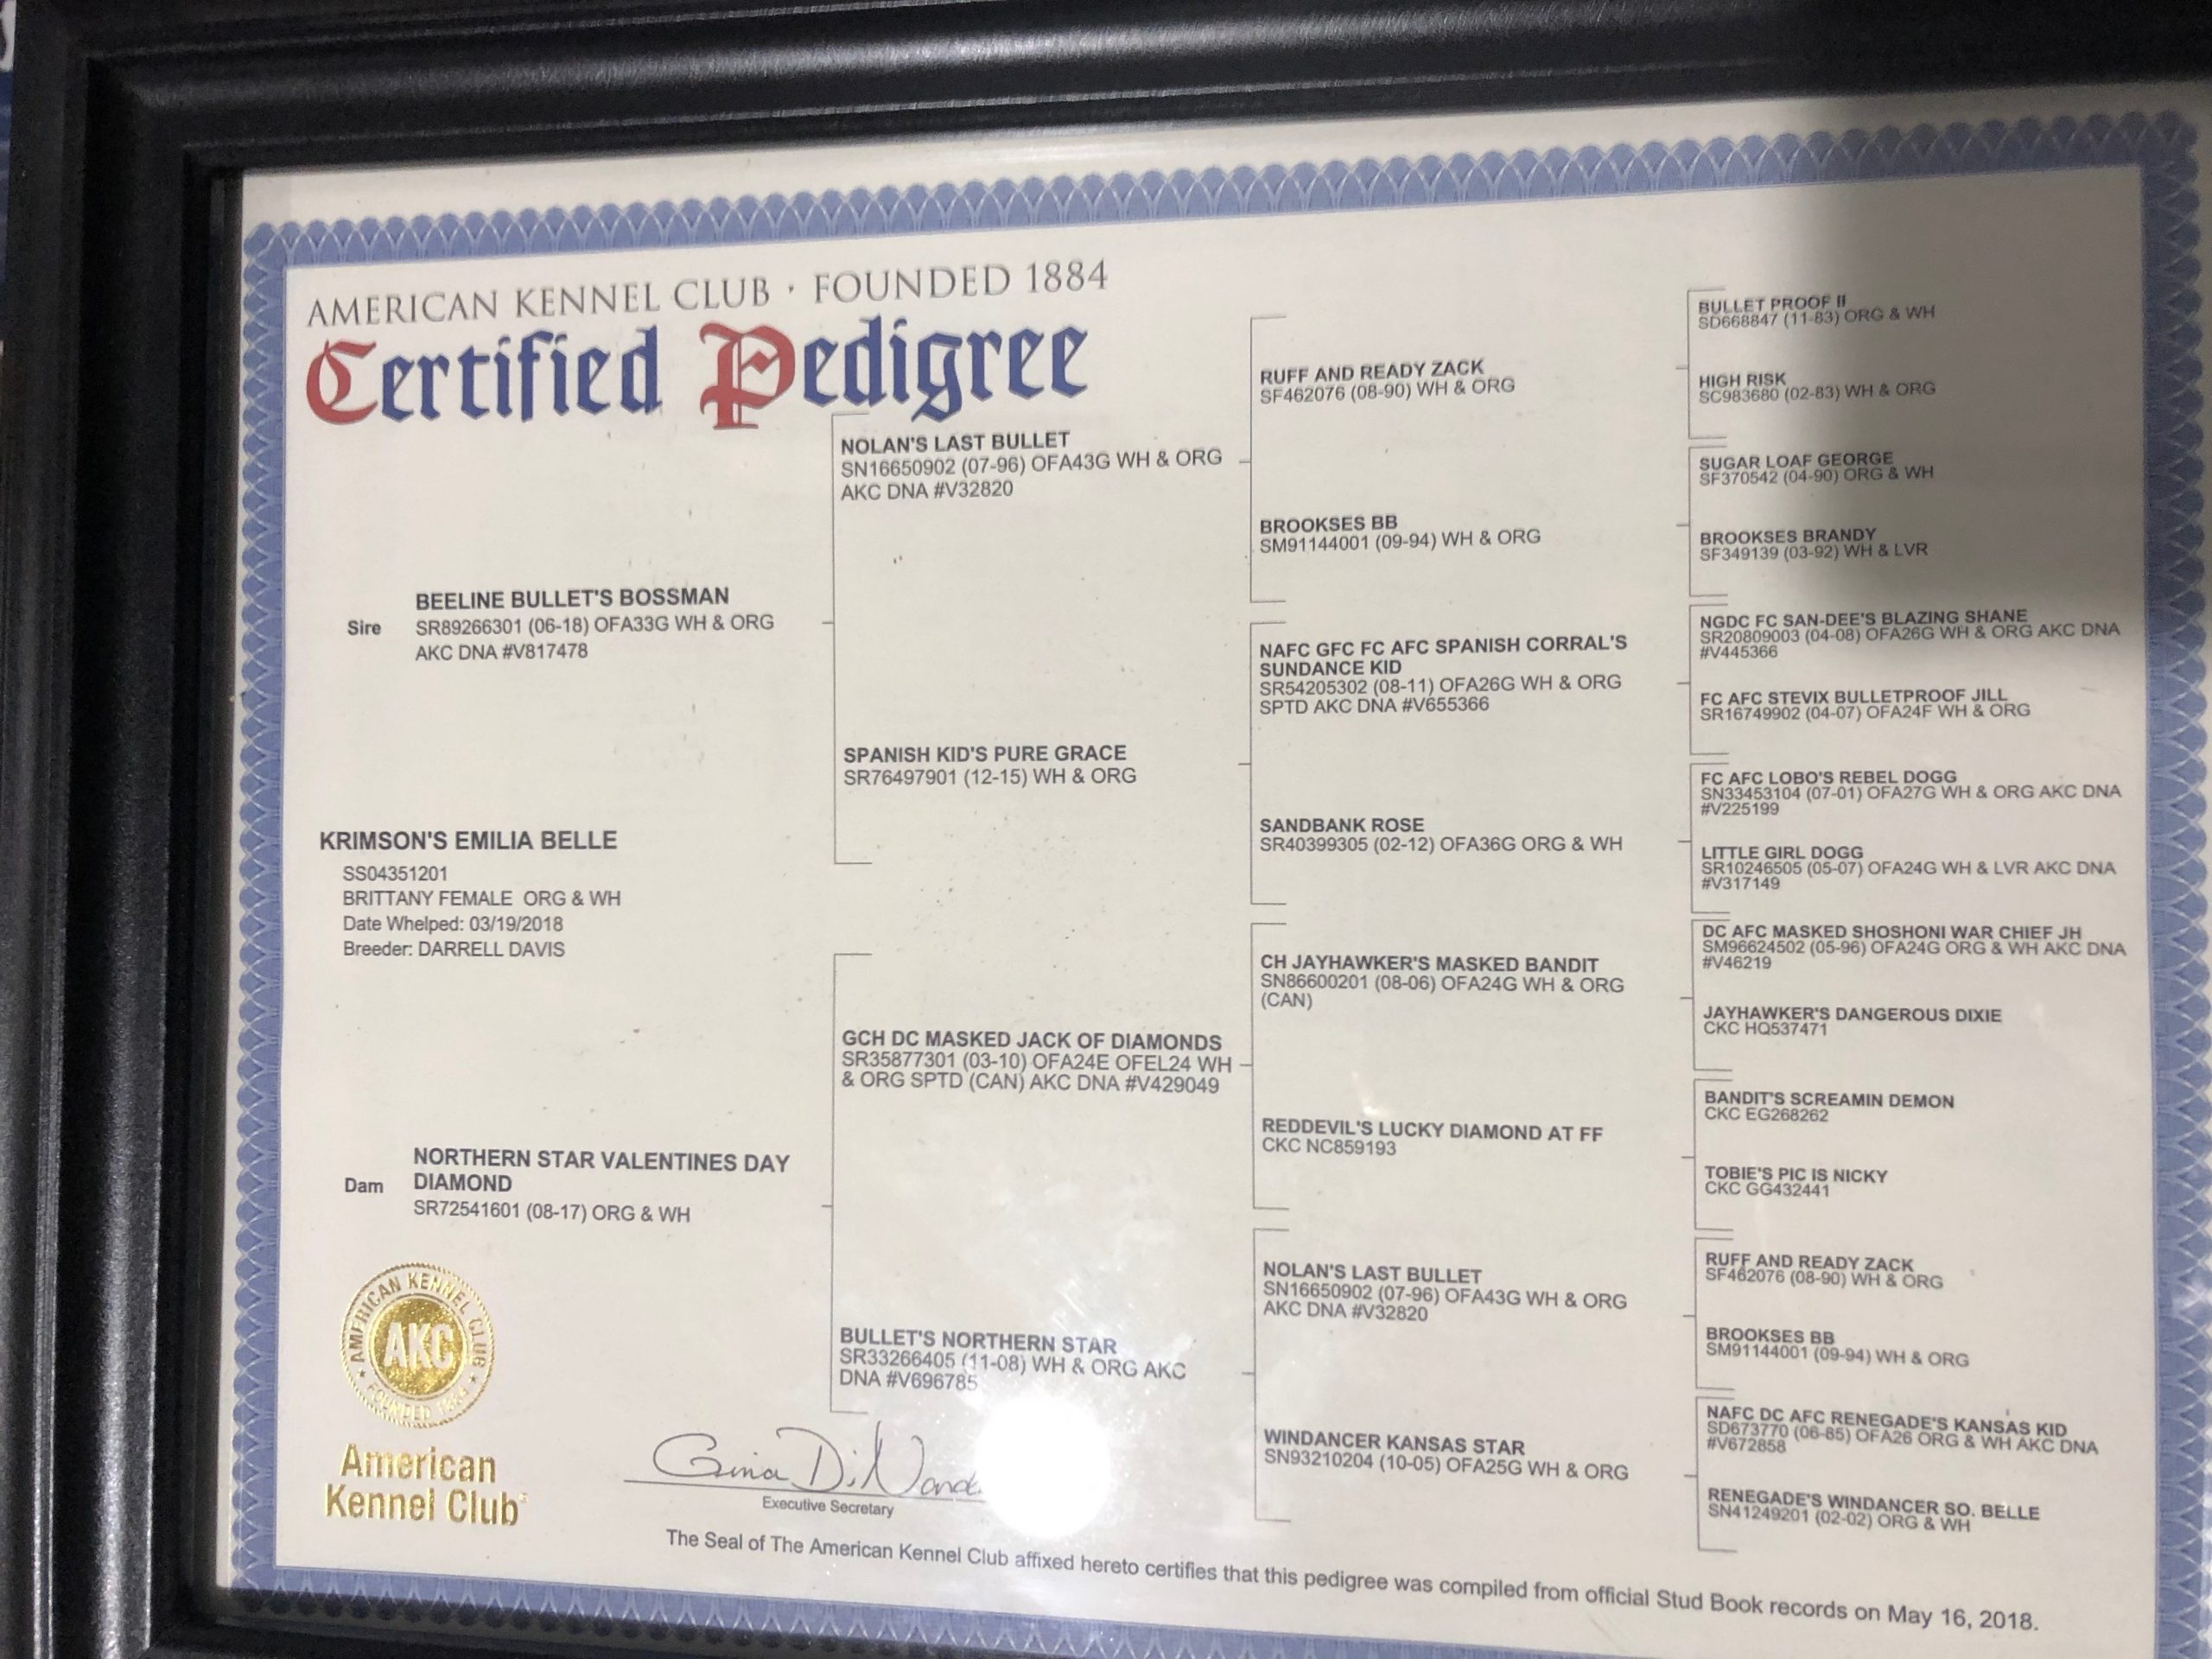 AMERICAN KENNEL CLUB · FOUNDED 1884
Certified Pedigree
Sire
BEELINE BULLET'S BOSSMAN
SR89266301 (06-18) OFA33G WH & ORG
AKC DNA #V817478
KRIMSON'S EMILIA BELLE
SS04351201
BRITTANY FEMALE ORG & WH
Date Whelped: 03/19/2018
Breeder: DARRELL DAVIS
Dam
NORTHERN STAR VALENTINES DAY
DIAMOND
SR72541601 (08-17) ORG & WH
NOLAN'S LAST BULLET
SN16650902 (07-96) OFA43G WH & ORG
AKC DNA #V32820
SPANISH KID'S PURE GRACE
SR76497901 (12-15) WH & ORG
GCH DC MASKED JACK OF DIAMONDS
SR35877301 (03-10) OFA24E OFEL24 WH
& ORG SPTD (CAN) AKC DNA #V429049
BULLET'S NORTHERN STAR
SR33266405 (11-08) WH & ORG AKC
DNA #V696785
RUFF AND READY ZACK
SF462076 (08-90) WH & ORG
BROOKSES BB
SM91144001 (09-94) WH & ORG
NAFC GFC FC AFC SPANISH CORRAL'S
SUNDANCE KID
SR54205302 (08-11) OFA26G WH & ORG
SPTD AKC DNA #V655366
SANDBANK ROSE
SR40399305 (02-12) OFA36G ORG & WH
CH JAYHAWKER'S MASKED BANDIT
SN86600201 (08-06) OFA24G WH & ORG
(CAN)
REDDEVIL'S LUCKY DIAMOND AT FF
CKC NC859193
NOLAN'S LAST BULLET
SN16650902 (07-96) OFA43G WH & ORG
AKC DNA #V32820
WINDANCER KANSAS STAR
SN93210204 (10-05) OFA25G WH & ORG
BULLET PROOF II
SD668847 (11-83) ORG & WH
HIGH RISK
SC983680 (02-83) WH & ORG
SUGAR LOAF GEORGE
SF370542 (04-90) ORG & WH
BROOKSES BRANDY
SF349139 (03-92) WH & LVR
NGDC FC SAN-DEE'S BLAZING SHANE
SR20809003 (04-08) OFA26G WH & ORG AKC DNA
#V445366
FC AFC STEVIX BULLETPROOF JILL
SR16749902 (04-07) OFA24F WH & ORG
FC AFC LOBO'S REBEL DOGG
SN33453104 (07-01) OFA27G WH & ORG AKC DNA
#V225199
LITTLE GIRL DOGG
SR10246505 (05-07) OFA24G WH & LVR AKC DNA
#V317149
DC AFC MASKED SHOSHONI WAR CHIEF JH
SM96624502 (05-96) OFA24G ORG & WH AKC DNA
#V46219
JAYHAWKER'S DANGEROUS DIXIE
CKC HQ537471
BANDIT'S SCREAMIN DEMON
CKC EG268262
TOBIE'S PIC IS NICKY
CKC GG432441
RUFF AND READY ZACK
SF462076 (08-90) WH & ORG
BROOKSES BB
SM91144001 (09-94) WH & ORG
NAFC DC AFC RENEGADE'S KANSAS KID
SD673770 (06-85) OFA26 ORG & WH AKC DNA
#V672858
RENEGADE'S WINDANCER SO. BELLE
SN41249201 (02-02) ORG & WH
AMERICAN KENNEL CLUB
AKC
FOUNDED 1884
American
Kennel Club
Gina
Executive Secretary
The Seal of The American Kennel Club affixed hereto certifies that this pedigree was compiled from official Stud Book records on May 16, 2018.